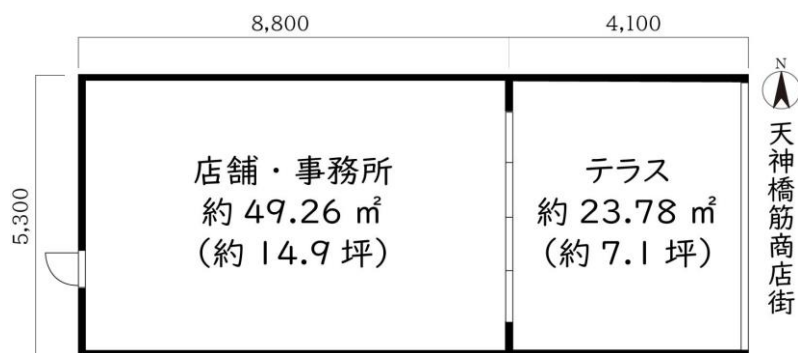 8,800
4,100
5,300
店舗・事務所
約 49.26 ㎡
(約 14.9 坪)
テラス
約 23.78 ㎡
(約 7.1 坪)
N
天神橋筋商店街